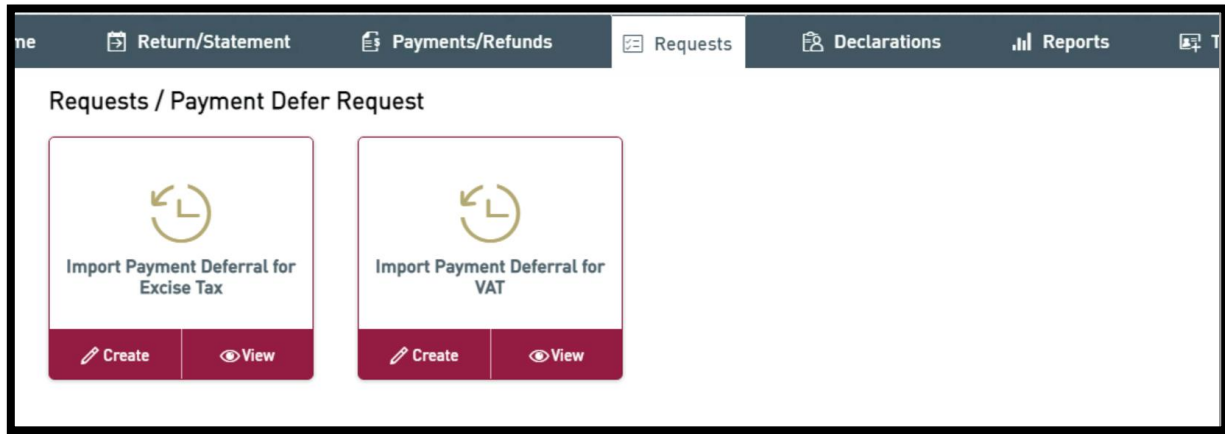 me Return/Statement Payments/Refunds Requests Declarations Reports T
Requests / Payment Defer Request
Import Payment Deferral for
Excise Tax
Create View
Import Payment Deferral for
VAT
Create View